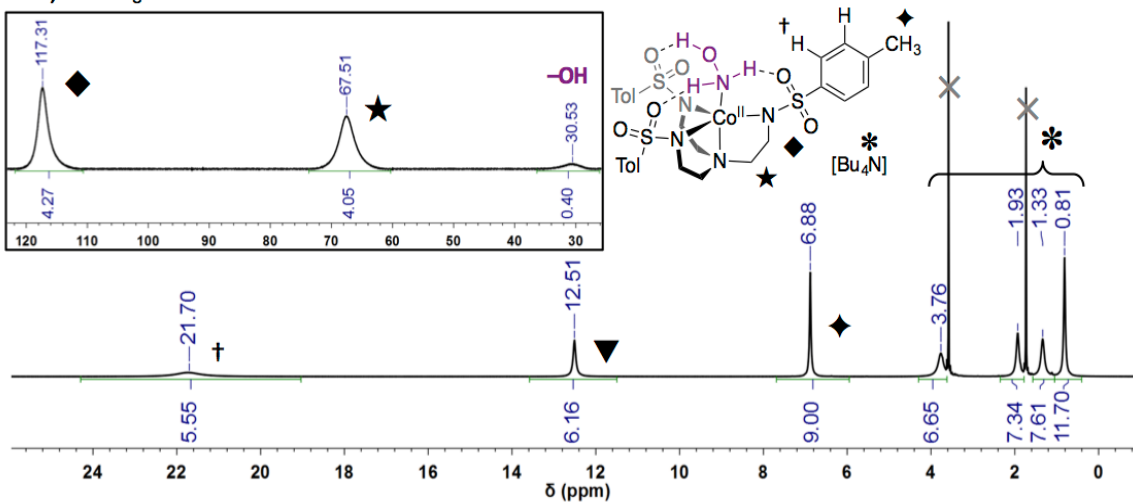 117.31
67.51
–OH
30.53
4.27
4.05
0.40
120 110 100 90 80 70 60 50 40 30
† H H CH3
O H O
S O N H H O
Tol N H O S
O S N CoII N O
O N
Tol
[Bu4N]
*
21.70
†
12.51
6.88
3.76
1.93
1.33
0.81
5.55
6.16
9.00
6.65
7.34
7.61
11.70
24 22 20 18 16 14 12 10 8 6 4 2 0
δ (ppm)